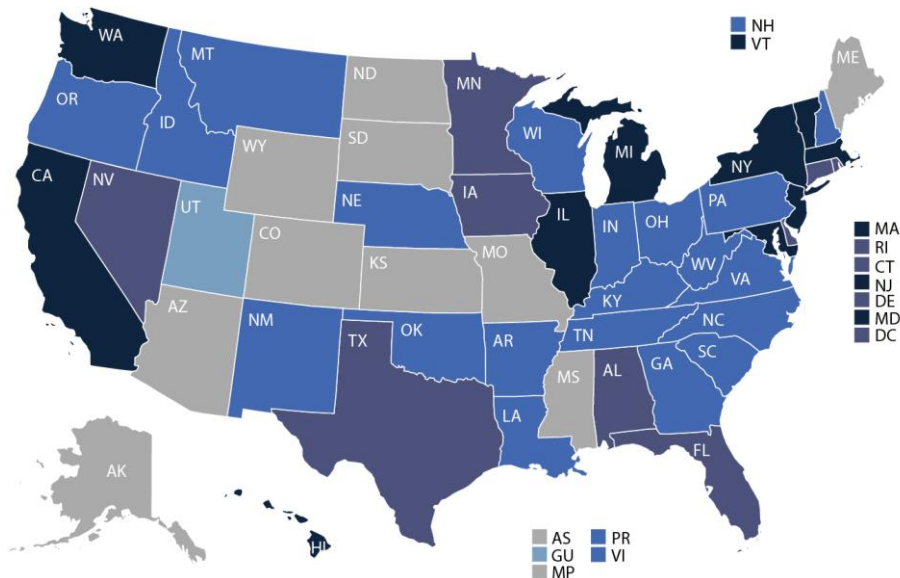 NH
VT
WA
MT
ND
MN
ME
OR
ID
SD
WI
MI
NY
WY
CA
NV
UT
NE
IA
IL
IN
OH
PA
CO
KS
MO
WV
VA
KY
MA
RI
CT
NJ
DE
MD
DC
AZ
NM
OK
TX
AR
TN
NC
SC
MS
AL
GA
LA
FL
AK
HI
AS
GU
MP
PR
VI